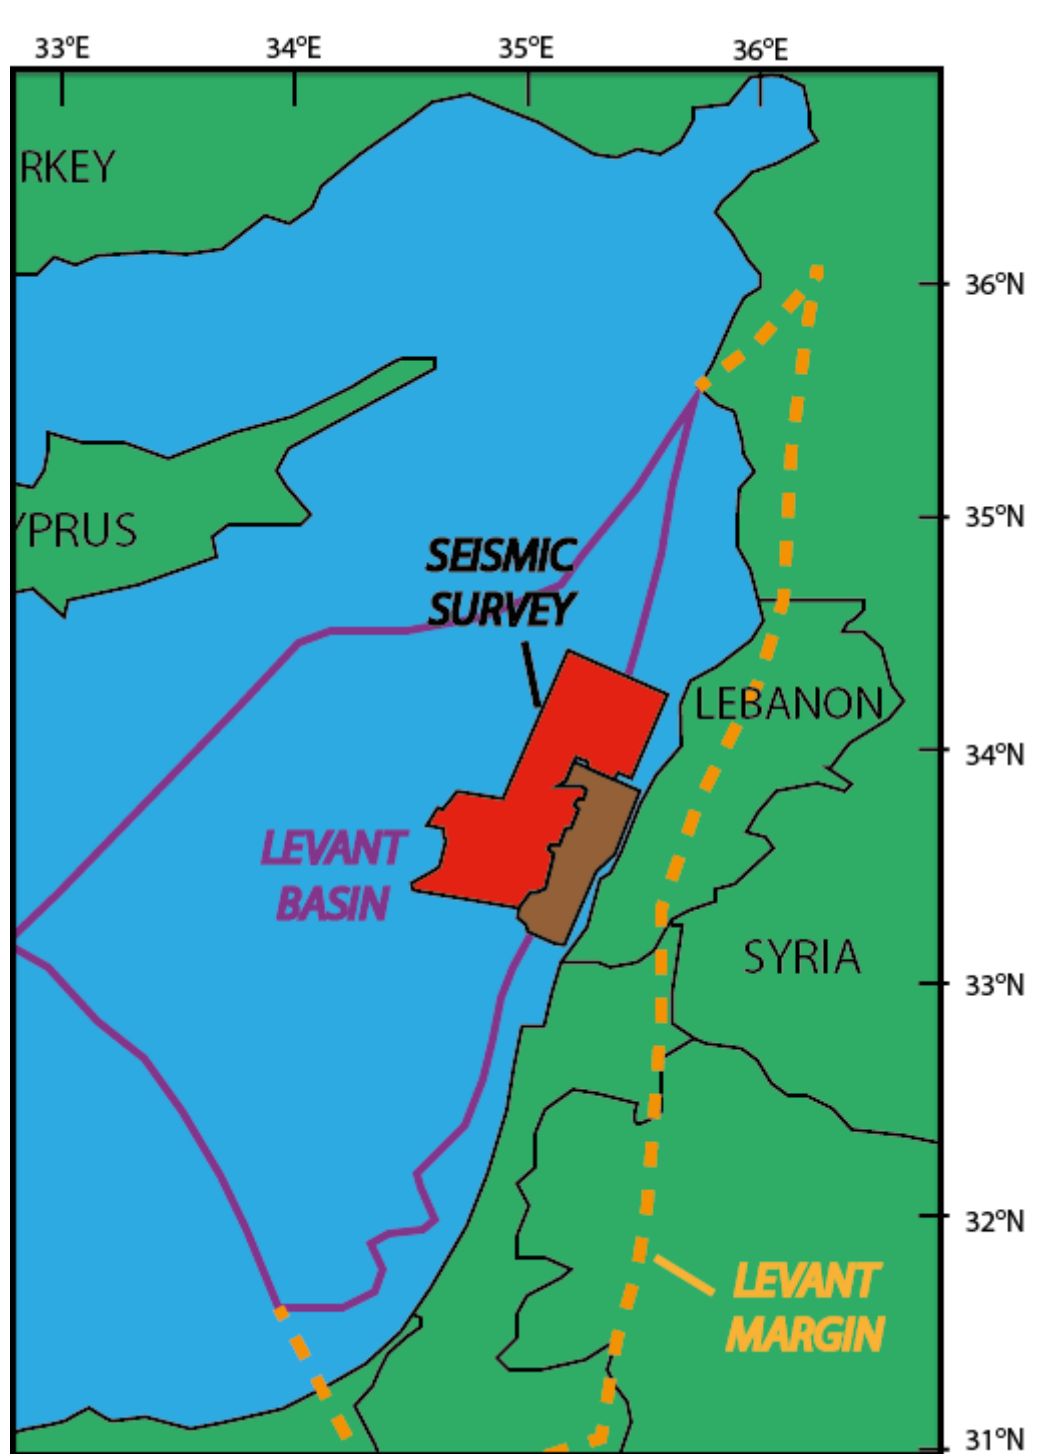 33°E 34°E 35°E 36°E
RKEY
36°N
35°N
YPRUS
SEISMIC
SURVEY
LEBANON
34°N
LEVANT
BASIN
SYRIA
33°N
32°N
LEVANT
MARGIN
31°N